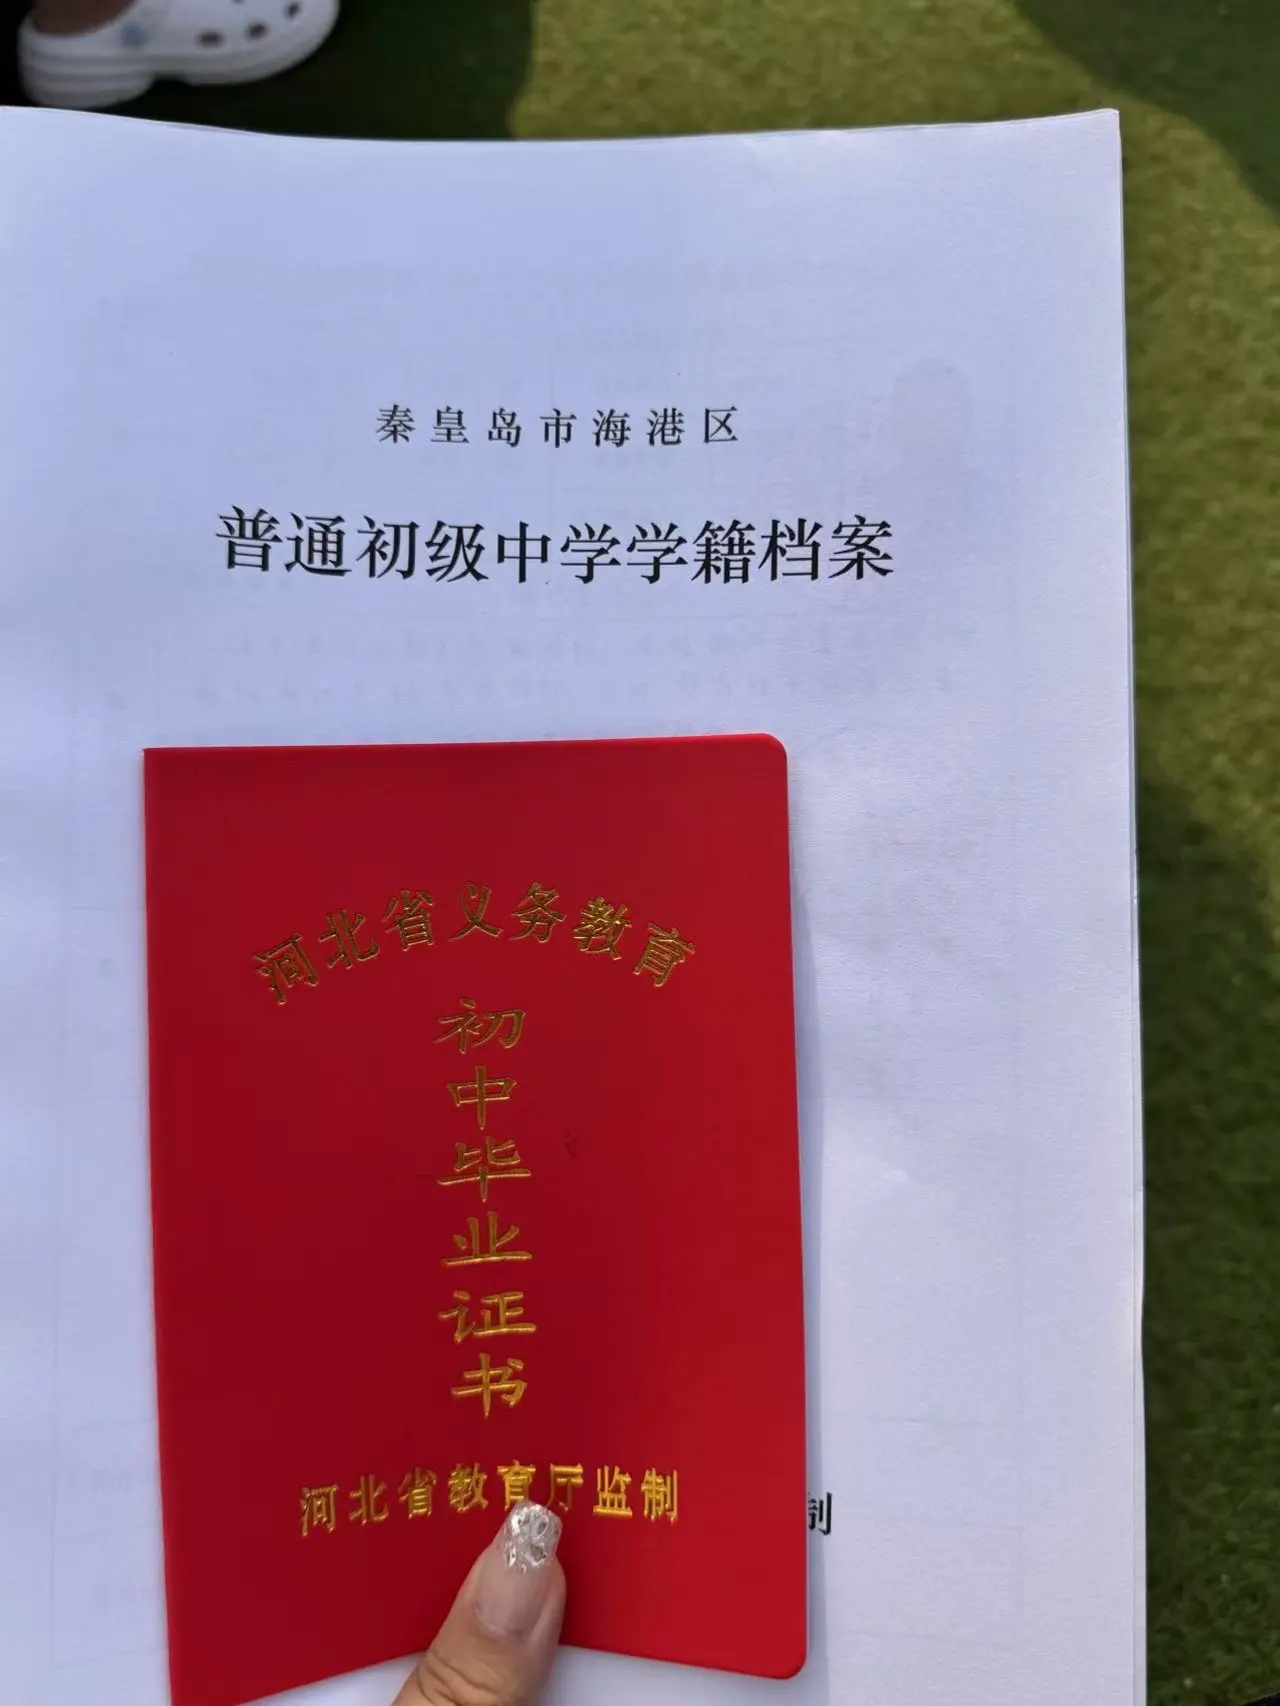 秦皇岛市海港区
普通初级中学学籍档案
河北省义务教育
初中毕业证书
河北省教育厅监制
制